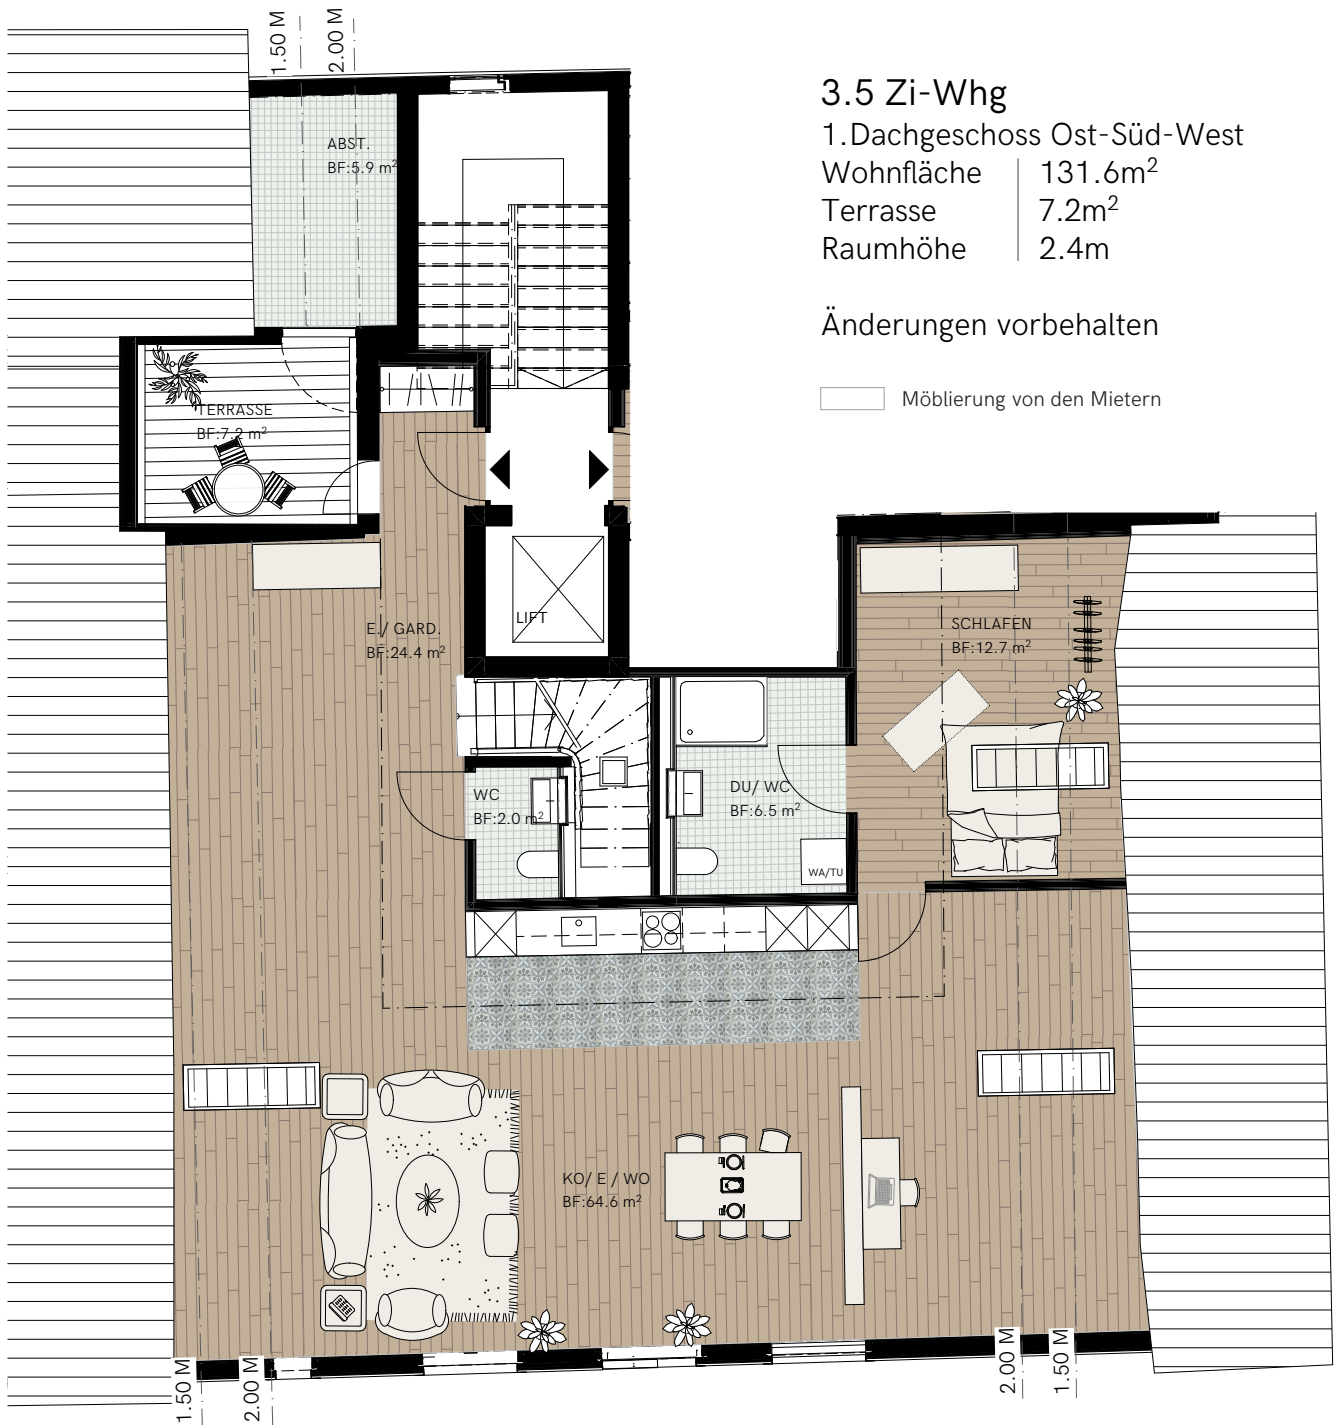 1.50 M
2.00 M
3.5 Zi-Whg
1.Dachgeschoss Ost-Süd-West
Wohnfläche 131.6m²
Terrasse 7.2m²
Raumhöhe 2.4m
Änderungen vorbehalten
Möblierung von den Mietern
ABST.
BF:5.9 m²
TERRASSE
BF:7.2 m²
E./ GARD.
BF:24.4 m²
LIFT
SCHLAFEN
BF:12.7 m²
WC
BF:2.0 m²
DU/ WC
BF:6.5 m²
WA/TU
KO/ E / WO
BF:64.6 m²
1.50 M
2.00 M
2.00 M
1.50 M